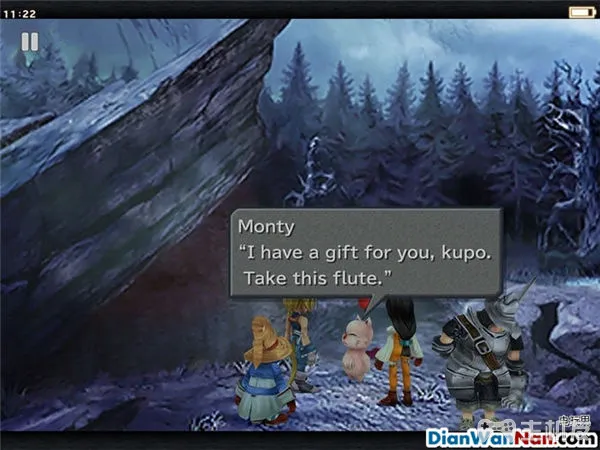 11:22
Monty
“I have a gift for you, kupo.
Take this flute.”
DianWanNan.com